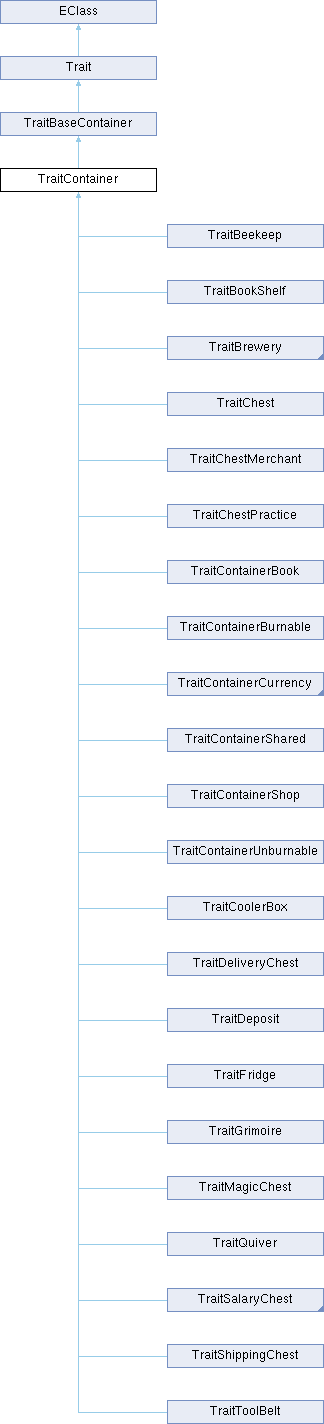 EClass
Trait
TraitBaseContainer
TraitContainer
TraitBeekeep
TraitBookShelf
TraitBrewery
TraitChest
TraitChestMerchant
TraitChestPractice
TraitContainerBook
TraitContainerBurnable
TraitContainerCurrency
TraitContainerShared
TraitContainerShop
TraitContainerUnburnable
TraitCoolerBox
TraitDeliveryChest
TraitDeposit
TraitFridge
TraitGrimoire
TraitMagicChest
TraitQuiver
TraitSalaryChest
TraitShippingChest
TraitToolBelt